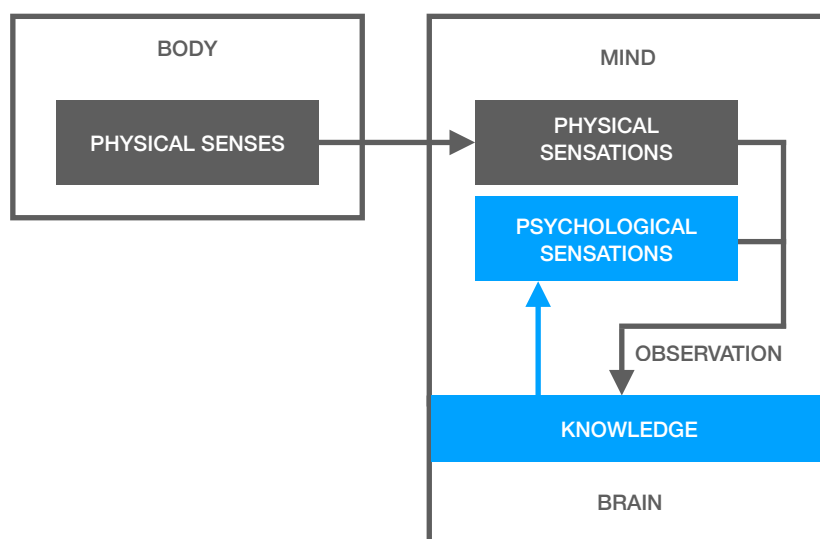 BODY
MIND
PHYSICAL SENSES
PHYSICAL
SENSATIONS
PSYCHOLOGICAL
SENSATIONS
OBSERVATION
KNOWLEDGE
BRAIN